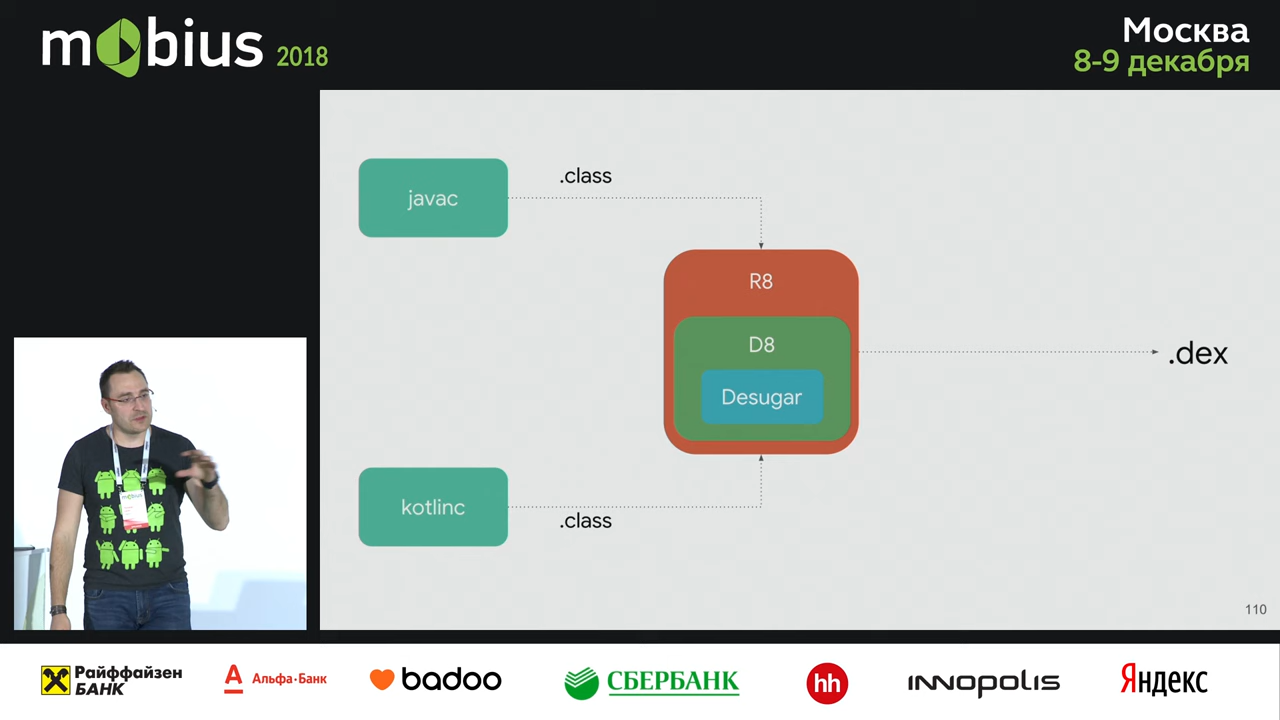 mobius 2018
Москва
8-9 декабря
javac
.class
R8
D8
Desugar
.dex
kotlinc
.class
110
mobius
Райффайзен
БАНК
Альфа·Банк
badoo
СБЕРБАНК
hh
INNOPOLIS
Яндекс